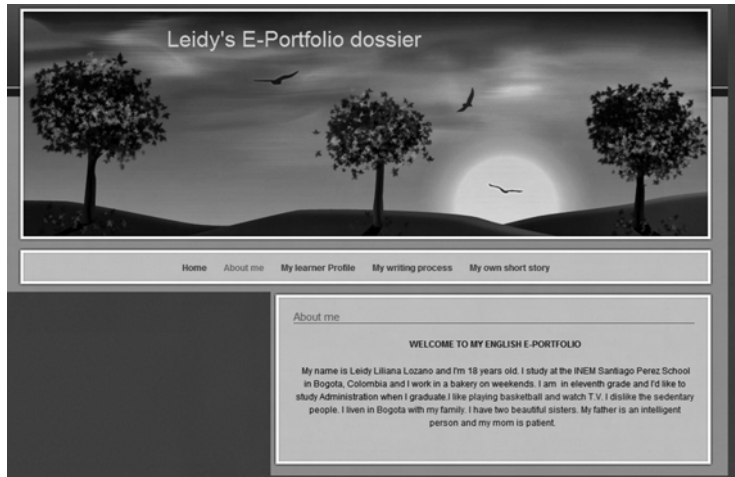 Leidy's E-Portfolio dossier
Home About me My learner Profile My writing process My own short story
About me
WELCOME TO MY ENGLISH E-PORTFOLIO
My name is Leidy Liliana Lozano and I'm 18 years old. I study at the INEM Santiago Perez School
in Bogota, Colombia and I work in a bakery on weekends. I am in eleventh grade and I'd like to
study Administration when I graduate.I like playing basketball and watch T.V. I dislike the sedentary
people. I liven in Bogota with my family. I have two beautiful sisters. My father is an intelligent
person and my mom is patient.